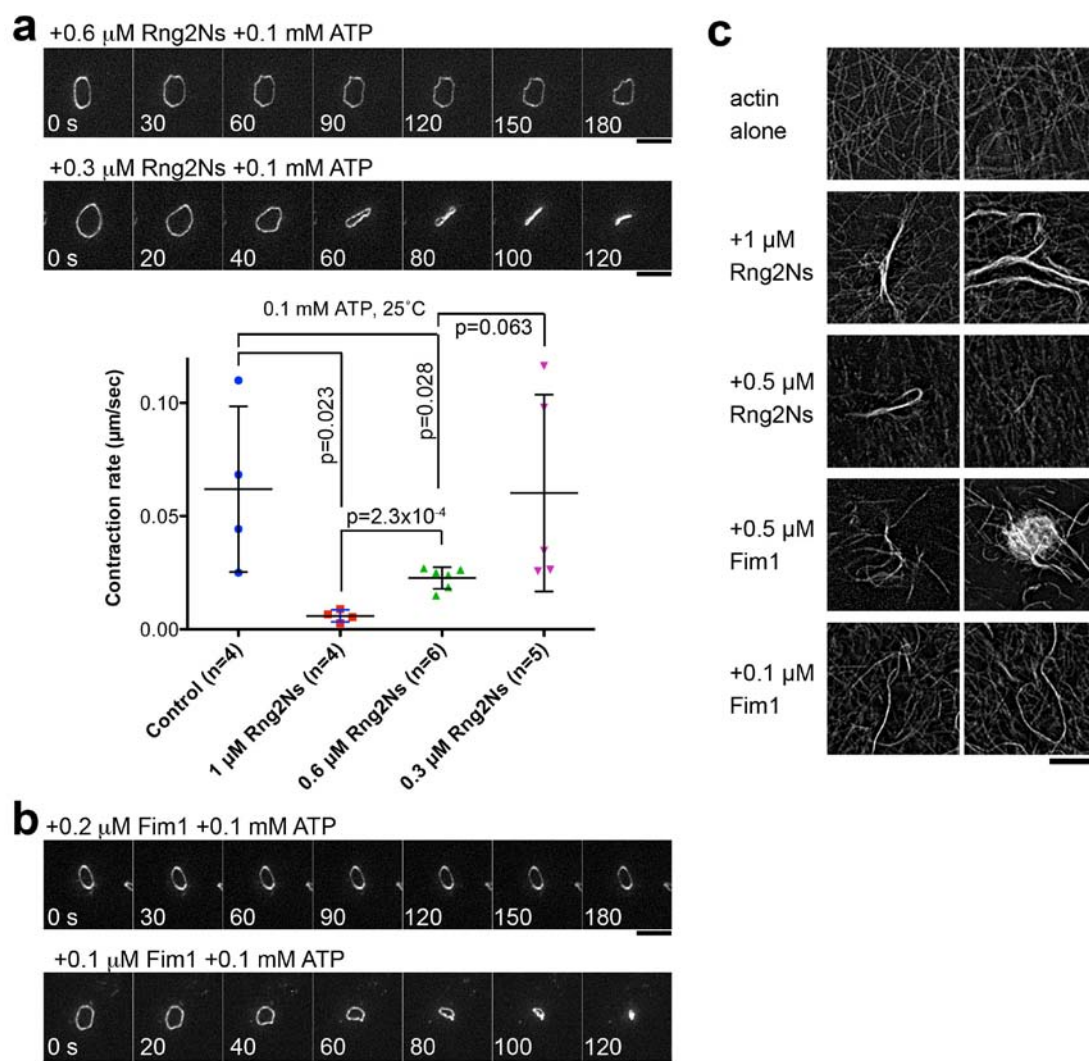 a
+0.6 μM Rng2Ns +0.1 mM ATP
0 s 30 60 90 120 150 180
+0.3 μM Rng2Ns +0.1 mM ATP
0 s 20 40 60 80 100 120
0.1 mM ATP, 25˚C
p=0.063
p=0.023
p=0.028
p=2.3x10⁻⁴
Contraction rate (μm/sec)
0.10
0.05
0.00
Control (n=4)
1 μM Rng2Ns (n=4)
0.6 μM Rng2Ns (n=6)
0.3 μM Rng2Ns (n=5)
b
+0.2 μM Fim1 +0.1 mM ATP
0 s 30 60 90 120 150 180
+0.1 μM Fim1 +0.1 mM ATP
0 s 20 40 60 80 100 120
c
actin
alone
+1 μM
Rng2Ns
+0.5 μM
Rng2Ns
+0.5 μM
Fim1
+0.1 μM
Fim1